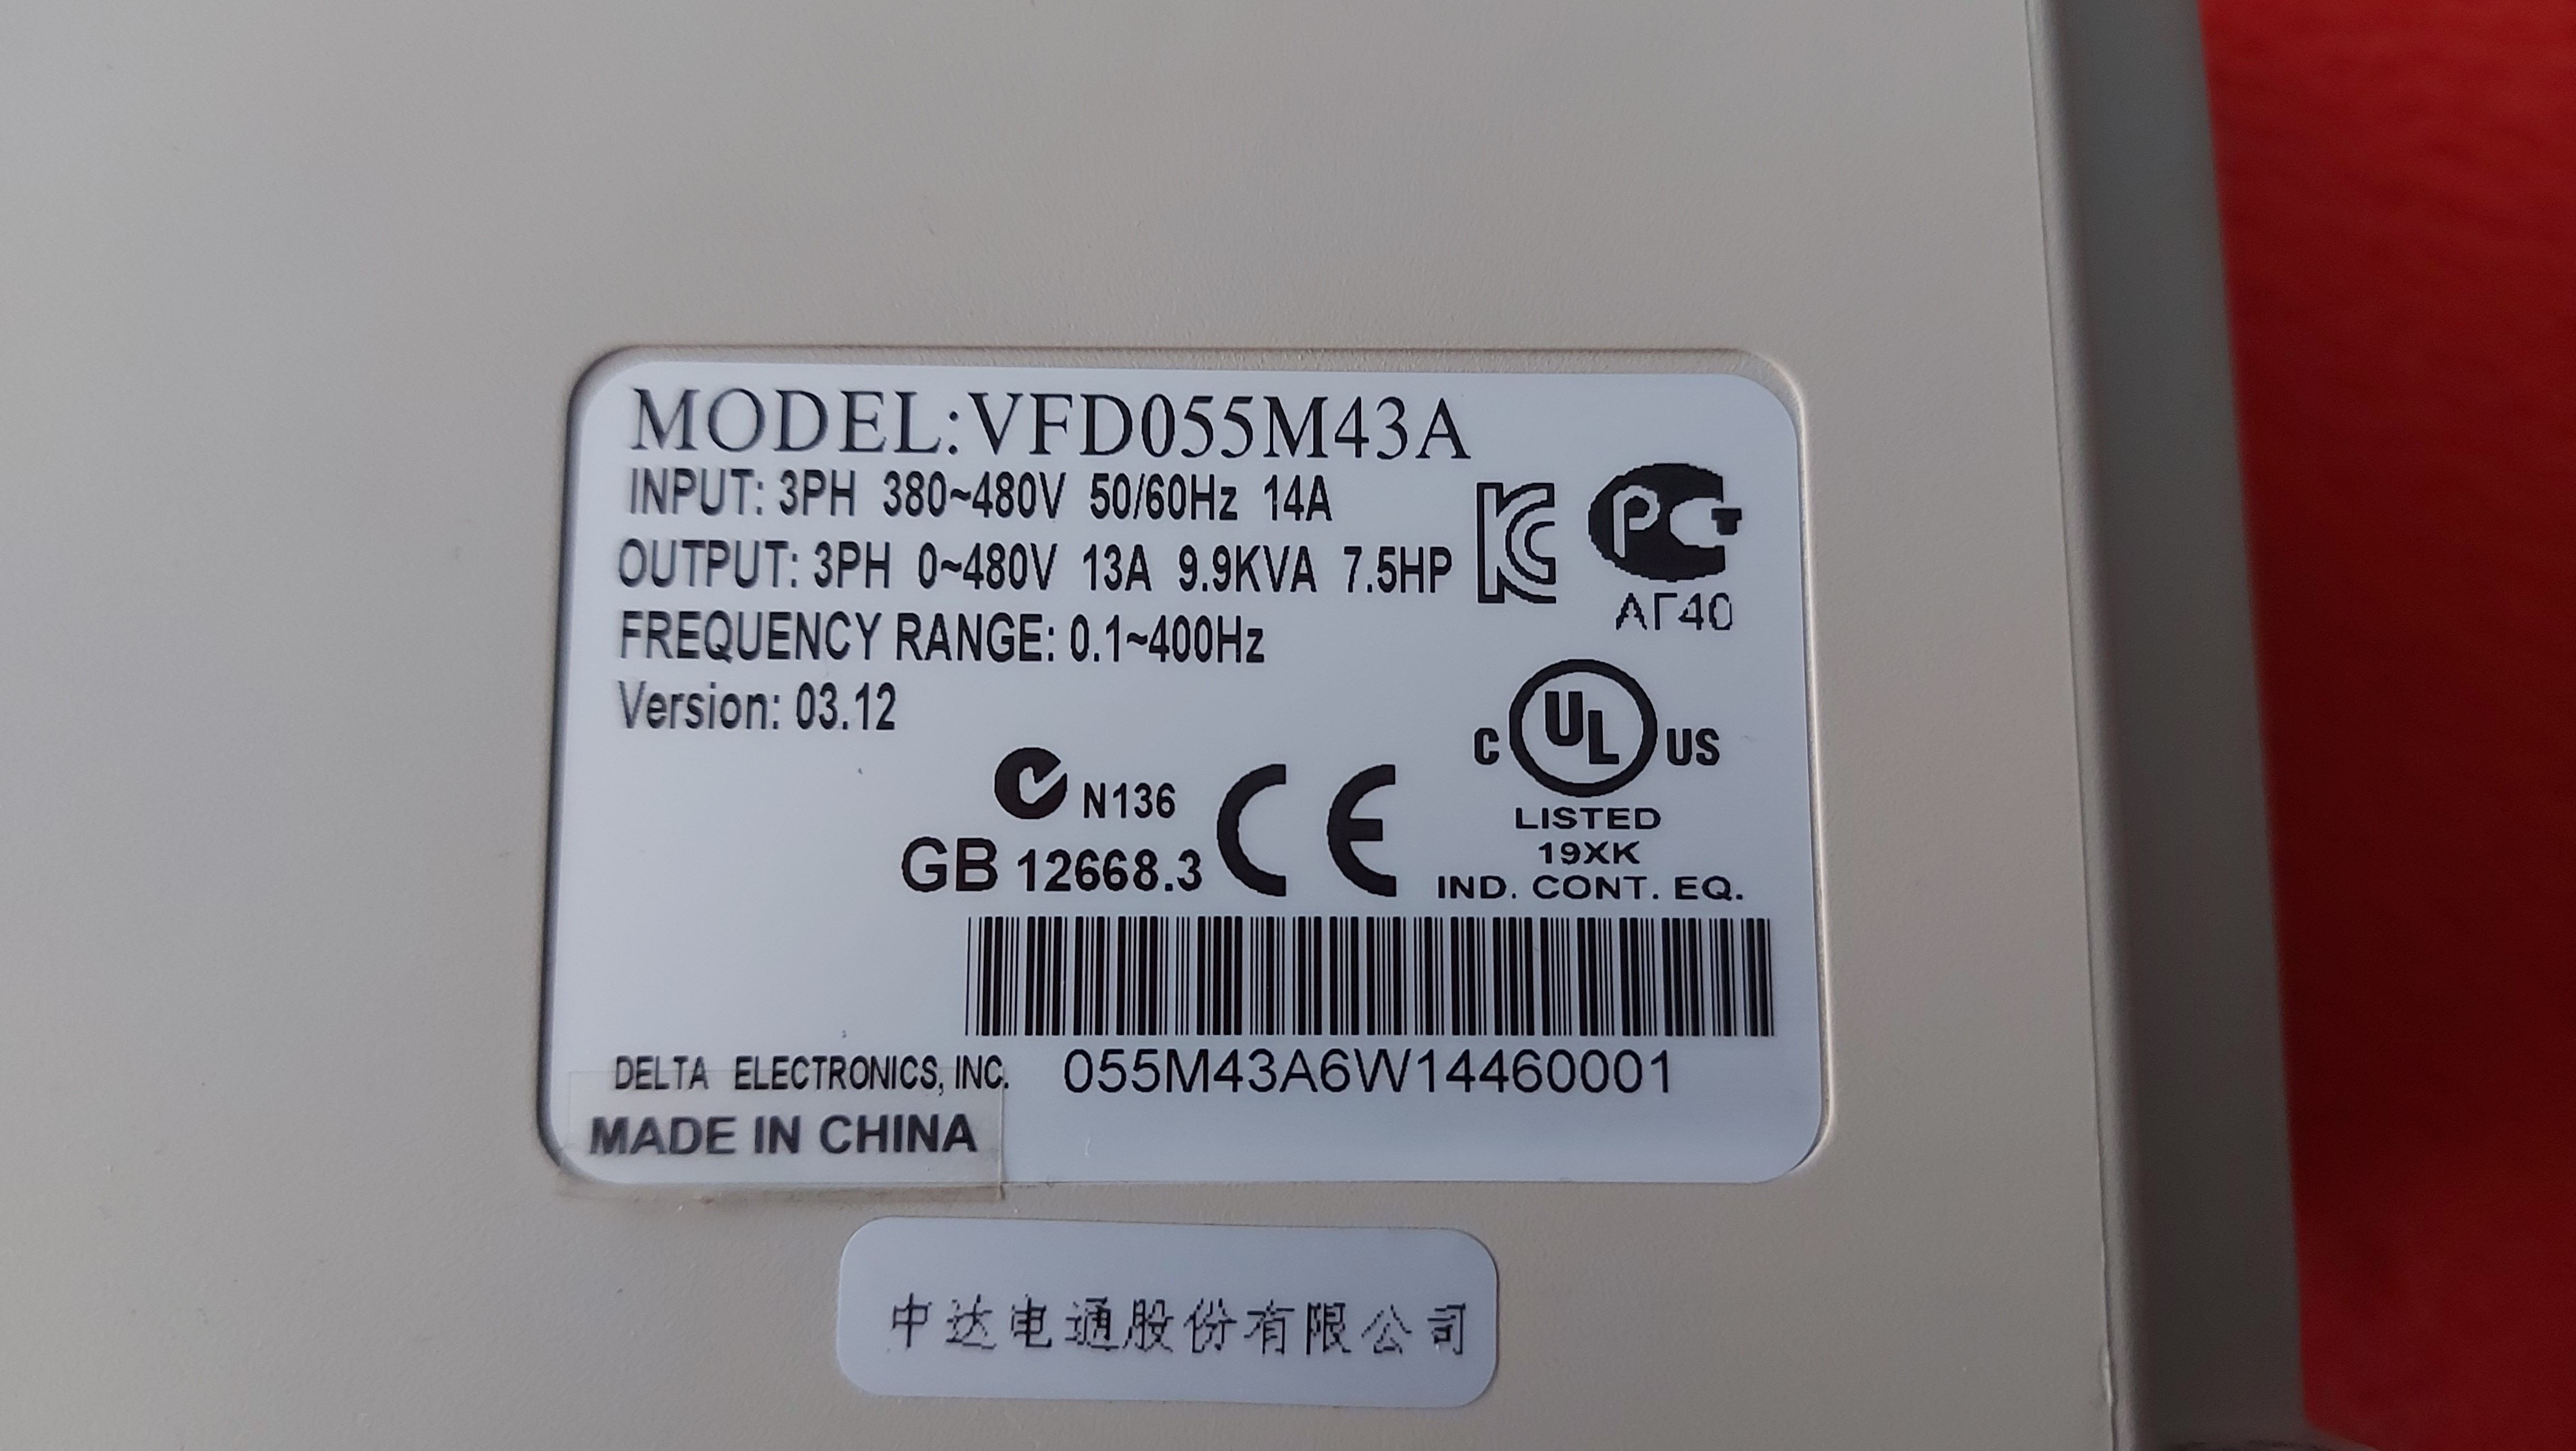 MODEL:VFD055M43A
INPUT: 3PH 380~480V 50/60Hz 14A
OUTPUT: 3PH 0~480V 13A 9.9KVA 7.5HP
FREQUENCY RANGE: 0.1~400Hz
Version: 03.12
KC
PCT
АГ40
C UL US
LISTED
19XK
IND. CONT. EQ.
N136
CE
GB 12668.3
DELTA ELECTRONICS, INC. 055M43A6W14460001
MADE IN CHINA
中达电通股份有限公司